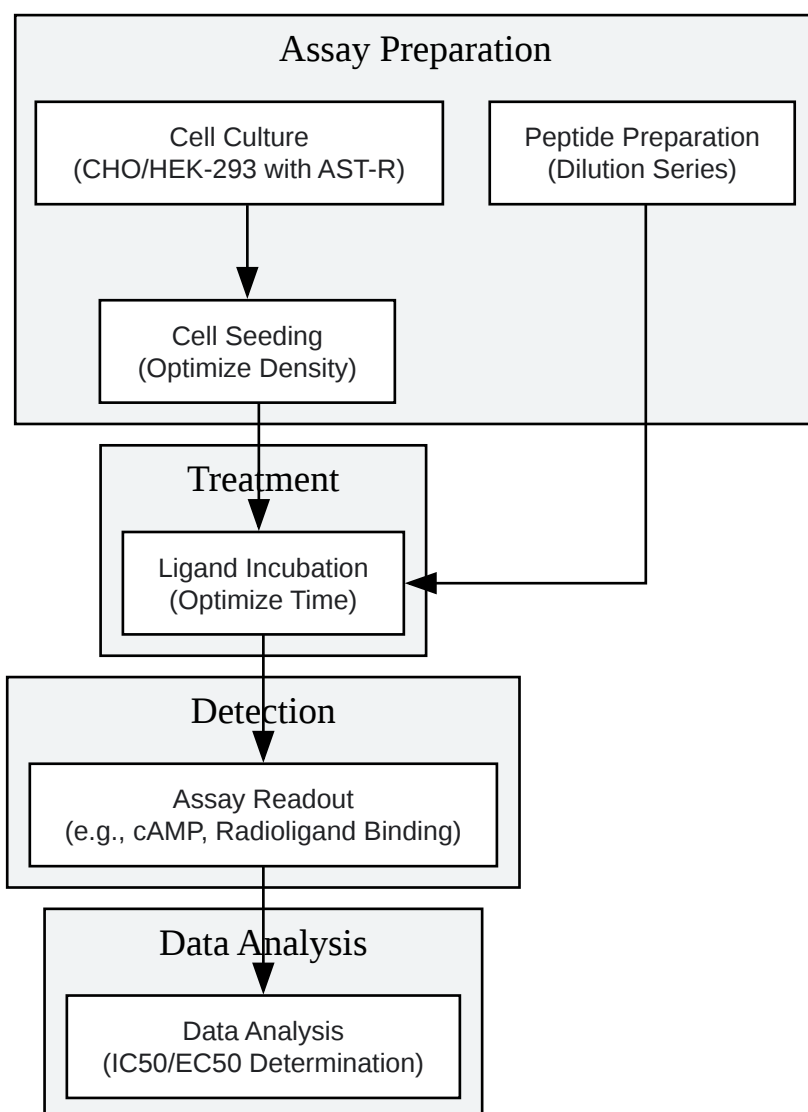 Assay Preparation
Cell Culture
(CHO/HEK-293 with AST-R)
Peptide Preparation
(Dilution Series)
Cell Seeding
(Optimize Density)
Treatment
Ligand Incubation
(Optimize Time)
Detection
Assay Readout
(e.g., cAMP, Radioligand Binding)
Data Analysis
Data Analysis
(IC50/EC50 Determination)